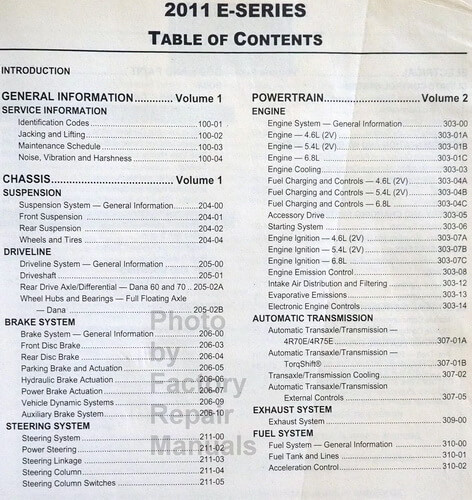 2011 E-SERIES
TABLE OF CONTENTS
INTRODUCTION
GENERAL INFORMATION............ Volume 1
SERVICE INFORMATION
Identification Codes............100-01
Jacking and Lifting............100-02
Maintenance Schedule............100-03
Noise, Vibration and Harshness............100-04
CHASSIS............Volume 1
SUSPENSION
Suspension System — General Information............204-00
Front Suspension............204-01
Rear Suspension............204-02
Wheels and Tires............204-04
DRIVELINE
Driveline System — General Information............205-00
Driveshaft............205-01
Rear Drive Axle/Differential — Dana 60 and 70 ..205-02A
Wheel Hubs and Bearings — Full Floating Axle
— Dana............205-02B
BRAKE SYSTEM
Brake System — General Information............206-00
Front Disc Brake............206-03
Rear Disc Brake............206-04
Parking Brake and Actuation............206-05
Hydraulic Brake Actuation............206-06
Power Brake Actuation............206-07
Vehicle Dynamic Systems............206-09
Auxiliary Brake System............206-10
STEERING SYSTEM
Steering System............211-00
Power Steering............211-02
Steering Linkage............211-03
Steering Column............211-04
Steering Column Switches............211-05
POWERTRAIN............Volume 2
ENGINE
Engine System — General Information............303-00
Engine — 4.6L (2V)............303-01A
Engine — 5.4L (2V)............303-01B
Engine — 6.8L............303-01C
Engine Cooling............303-03
Fuel Charging and Controls — 4.6L (2V)............303-04A
Fuel Charging and Controls — 5.4L (2V)............303-04B
Fuel Charging and Controls — 6.8L............303-04C
Accessory Drive............303-05
Starting System............303-06
Engine Ignition — 4.6L (2V)............303-07A
Engine Ignition — 5.4L (2V)............303-07B
Engine Ignition — 6.8L............303-07C
Engine Emission Control............303-08
Intake Air Distribution and Filtering............303-12
Evaporative Emissions............303-13
Electronic Engine Controls............303-14
AUTOMATIC TRANSMISSION
Automatic Transaxle/Transmission —
4R70E/4R75E............307-01A
Automatic Transaxle/Transmission —
TorqShift®............307-01B
Transaxle/Transmission Cooling............307-02
Automatic Transaxle/Transmission
External Controls............307-05
EXHAUST SYSTEM
Exhaust System............309-00
FUEL SYSTEM
Fuel System — General Information............310-00
Fuel Tank and Lines............310-01
Acceleration Control............310-02
Photo
by
Factory
Repair
Manuals